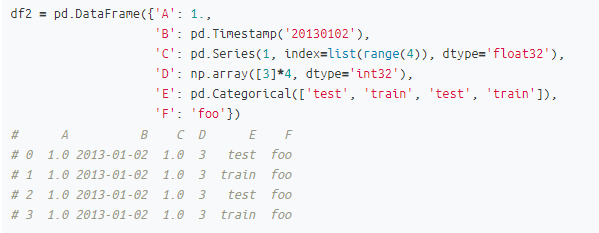 df2 = pd.DataFrame({'A': 1.,
                    'B': pd.Timestamp('20130102'),
                    'C': pd.Series(1, index=list(range(4)), dtype='float32'),
                    'D': np.array([3]*4, dtype='int32'),
                    'E': pd.Categorical(['test', 'train', 'test', 'train']),
                    'F': 'foo'})
#      A          B    C  D      E    F
# 0  1.0 2013-01-02  1.0  3   test  foo
# 1  1.0 2013-01-02  1.0  3  train  foo
# 2  1.0 2013-01-02  1.0  3   test  foo
# 3  1.0 2013-01-02  1.0  3  train  foo